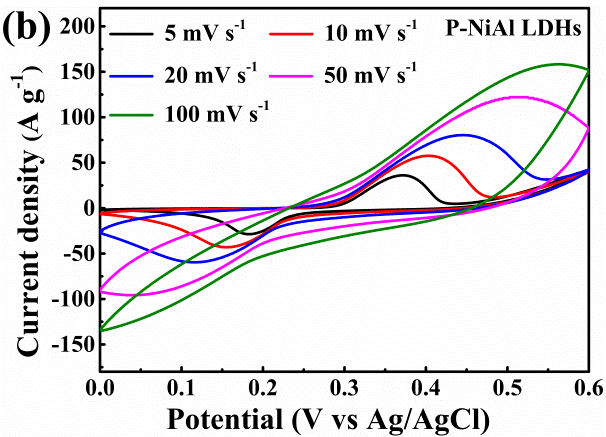 (b)
5 mV s⁻¹ 10 mV s⁻¹ P-NiAl LDHs
20 mV s⁻¹ 50 mV s⁻¹
100 mV s⁻¹
Current density (A g⁻¹)
200
150
100
50
0
-50
-100
-150
0.0 0.1 0.2 0.3 0.4 0.5 0.6
Potential (V vs Ag/AgCl)